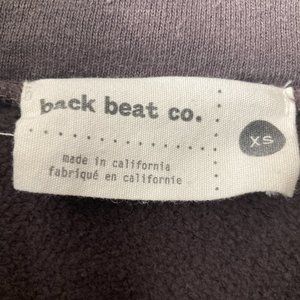 back beat co.
XS
made in california
fabriqué en californie